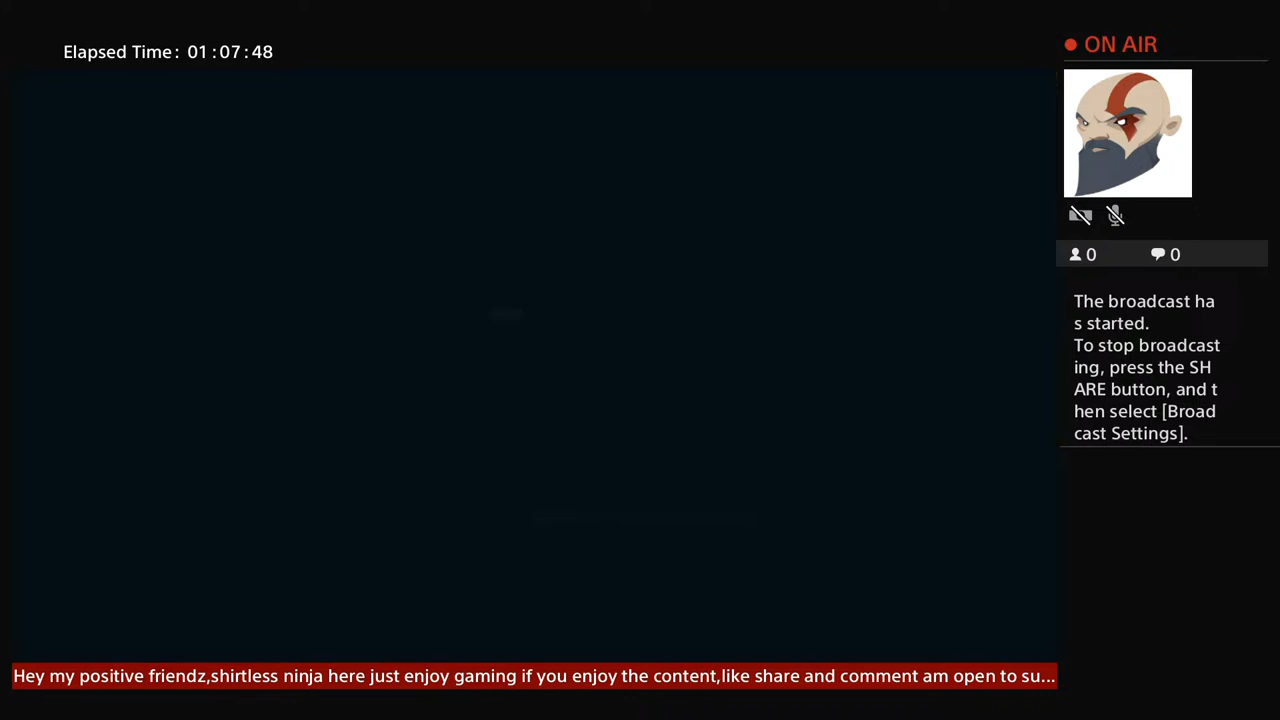 Elapsed Time: 01:07:48
ON AIR
0 0
The broadcast ha
s started.
To stop broadcast
ing, press the SH
ARE button, and t
hen select [Broad
cast Settings].
Hey my positive friendz,shirtless ninja here just enjoy gaming if you enjoy the content,like share and comment am open to su...